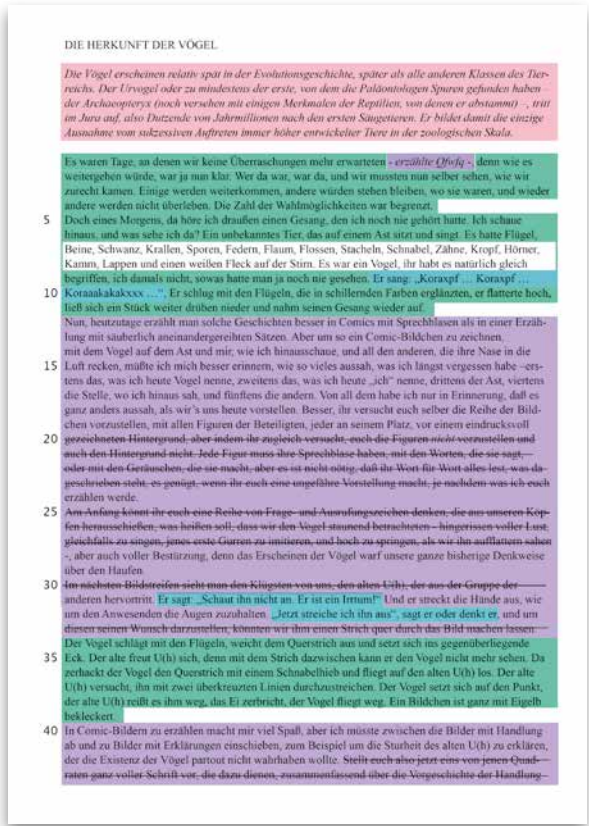 DIE HERKUNFT DER VÖGEL
Die Vögel erscheinen relativ spät in der Evolutionsgeschichte, später als alle anderen Klassen des Tier-
reichs. Der Urvogel oder zu mindestens der erste, von dem die Paläontologen Spuren gefunden haben –
der Archaeopteryx (noch versehen mit einigen Merkmalen der Reptilien, von denen er abstammt) –, tritt
im Jura auf, also Dutzende von Jahrmillionen nach den ersten Säugetieren. Er bildet damit die einzige
Ausnahme vom sukzessiven Auftreten immer höher entwickelter Tiere in der zoologischen Skala.
Es waren Tage, an denen wir keine Überraschungen mehr erwarteten - erzählte Qfwfq -, denn wie es
weitergehen würde, war ja nun klar. Wer da war, war da, und wir mussten nun selber sehen, wie wir
zurecht kamen. Einige werden weiterkommen, andere würden stehen bleiben, wo sie waren, und wieder
andere werden nicht überleben. Die Zahl der Wahlmöglichkeiten war begrenzt.
5 Doch eines Morgens, da höre ich draußen einen Gesang, den ich noch nie gehört hatte. Ich schaue
hinaus, und was sehe ich da? Ein unbekanntes Tier, das auf einem Ast sitzt und singt. Es hatte Flügel,
Beine, Schwanz, Krallen, Sporen, Federn, Flaum, Flossen, Stacheln, Schnabel, Zähne, Kropf, Hörner,
Kamm, Lappen und einen weißen Fleck auf der Stirn. Es war ein Vogel, ihr habt es natürlich gleich
begriffen, ich damals nicht, sowas hatte man ja noch nie gesehen. Er sang: „Koraxpf … Koraxpf …
10 Koraaakakakxxx …“, Er schlug mit den Flügeln, die in schillernden Farben erglänzten, er flatterte hoch,
ließ sich ein Stück weiter drüben nieder und nahm seinen Gesang wieder auf.
Nun, heutzutage erzählt man solche Geschichten besser in Comics mit Sprechblasen als in einer Erzäh-
lung mit säuberlich aneinandergereihten Sätzen. Aber um so ein Comic-Bildchen zu zeichnen,
mit dem Vogel auf dem Ast und mir, wie ich hinausschaue, und all den anderen, die ihre Nase in die
15 Luft recken, müßte ich mich besser erinnern, wie so vieles aussah, was ich längst vergessen habe –ers-
tens das, was ich heute Vogel nenne, zweitens das, was ich heute „ich“ nenne, drittens der Ast, viertens
die Stelle, wo ich hinaus sah, und fünftens die andern. Von all dem habe ich nur in Erinnerung, daß es
ganz anders aussah, als wir’s uns heute vorstellen. Besser, ihr versucht euch selber die Reihe der Bild-
chen vorzustellen, mit allen Figuren der Beteiligten, jeder an seinem Platz, vor einem eindrucksvoll
20 gezeichneten Hintergrund, aber indem ihr zugleich versucht, euch die Figuren nicht vorzustellen und
auch den Hintergrund nicht. Jede Figur muss ihre Sprechblase haben, mit den Worten, die sie sagt,
oder mit den Geräuschen, die sie macht, aber es ist nicht nötig, daß ihr Wort für Wort alles lest, was da
geschrieben steht, es genügt, wenn ihr euch eine ungefähre Vorstellung macht, je nachdem was ich euch
erzählen werde.
25 Am Anfang könnt ihr euch eine Reihe von Frage- und Ausrufungszeichen denken, die aus unseren Köp-
fen herausschießen, was heißen soll, dass wir den Vogel staunend betrachteten - hingerissen voller Lust,
gleichfalls zu singen, jenes erste Gurren zu imitieren, und hoch zu springen, als wir ihn aufflattern sahen
-, aber auch voller Bestürzung, denn das Erscheinen der Vögel warf unsere ganze bisherige Denkweise
über den Haufen.
30 Im nächsten Bildstreifen sieht man den Klügsten von uns, den alten U(h), der aus der Gruppe der
anderen hervortritt. Er sagt: „Schaut ihn nicht an. Er ist ein Irrtum!“ Und er streckt die Hände aus, wie
um den Anwesenden die Augen zuzuhalten. „Jetzt streiche ich ihn aus“, sagt er oder denkt er, und um
diesen seinen Wunsch darzustellen, könnten wir ihm einen Strich quer durch das Bild machen lassen.
Der Vogel schlägt mit den Flügeln, weicht dem Querstrich aus und setzt sich ins gegenüberliegende
35 Eck. Der alte freut U(h) sich, denn mit dem Strich dazwischen kann er den Vogel nicht mehr sehen. Da
zerhackt der Vogel den Querstrich mit einem Schnabelhieb und fliegt auf den alten U(h) los. Der alte
U(h) versucht, ihn mit zwei überkreuzten Linien durchzustreichen. Der Vogel setzt sich auf den Punkt,
der alte U(h) reißt es ihm weg, das Ei zerbricht, der Vogel fliegt weg. Ein Bildchen ist ganz mit Eigelb
bekleckert.
40 In Comic-Bildern zu erzählen macht mir viel Spaß, aber ich müsste zwischen die Bilder mit Handlung
ab und zu Bilder mit Erklärungen einschieben, zum Beispiel um die Sturheit des alten U(h) zu erklären,
der die Existenz der Vögel partout nicht wahrhaben wollte. Stellt euch also jetzt eins von jenen Quad-
raten ganz voller Schrift vor, die dazu dienen, zusammenfassend über die Vorgeschichte der Handlung